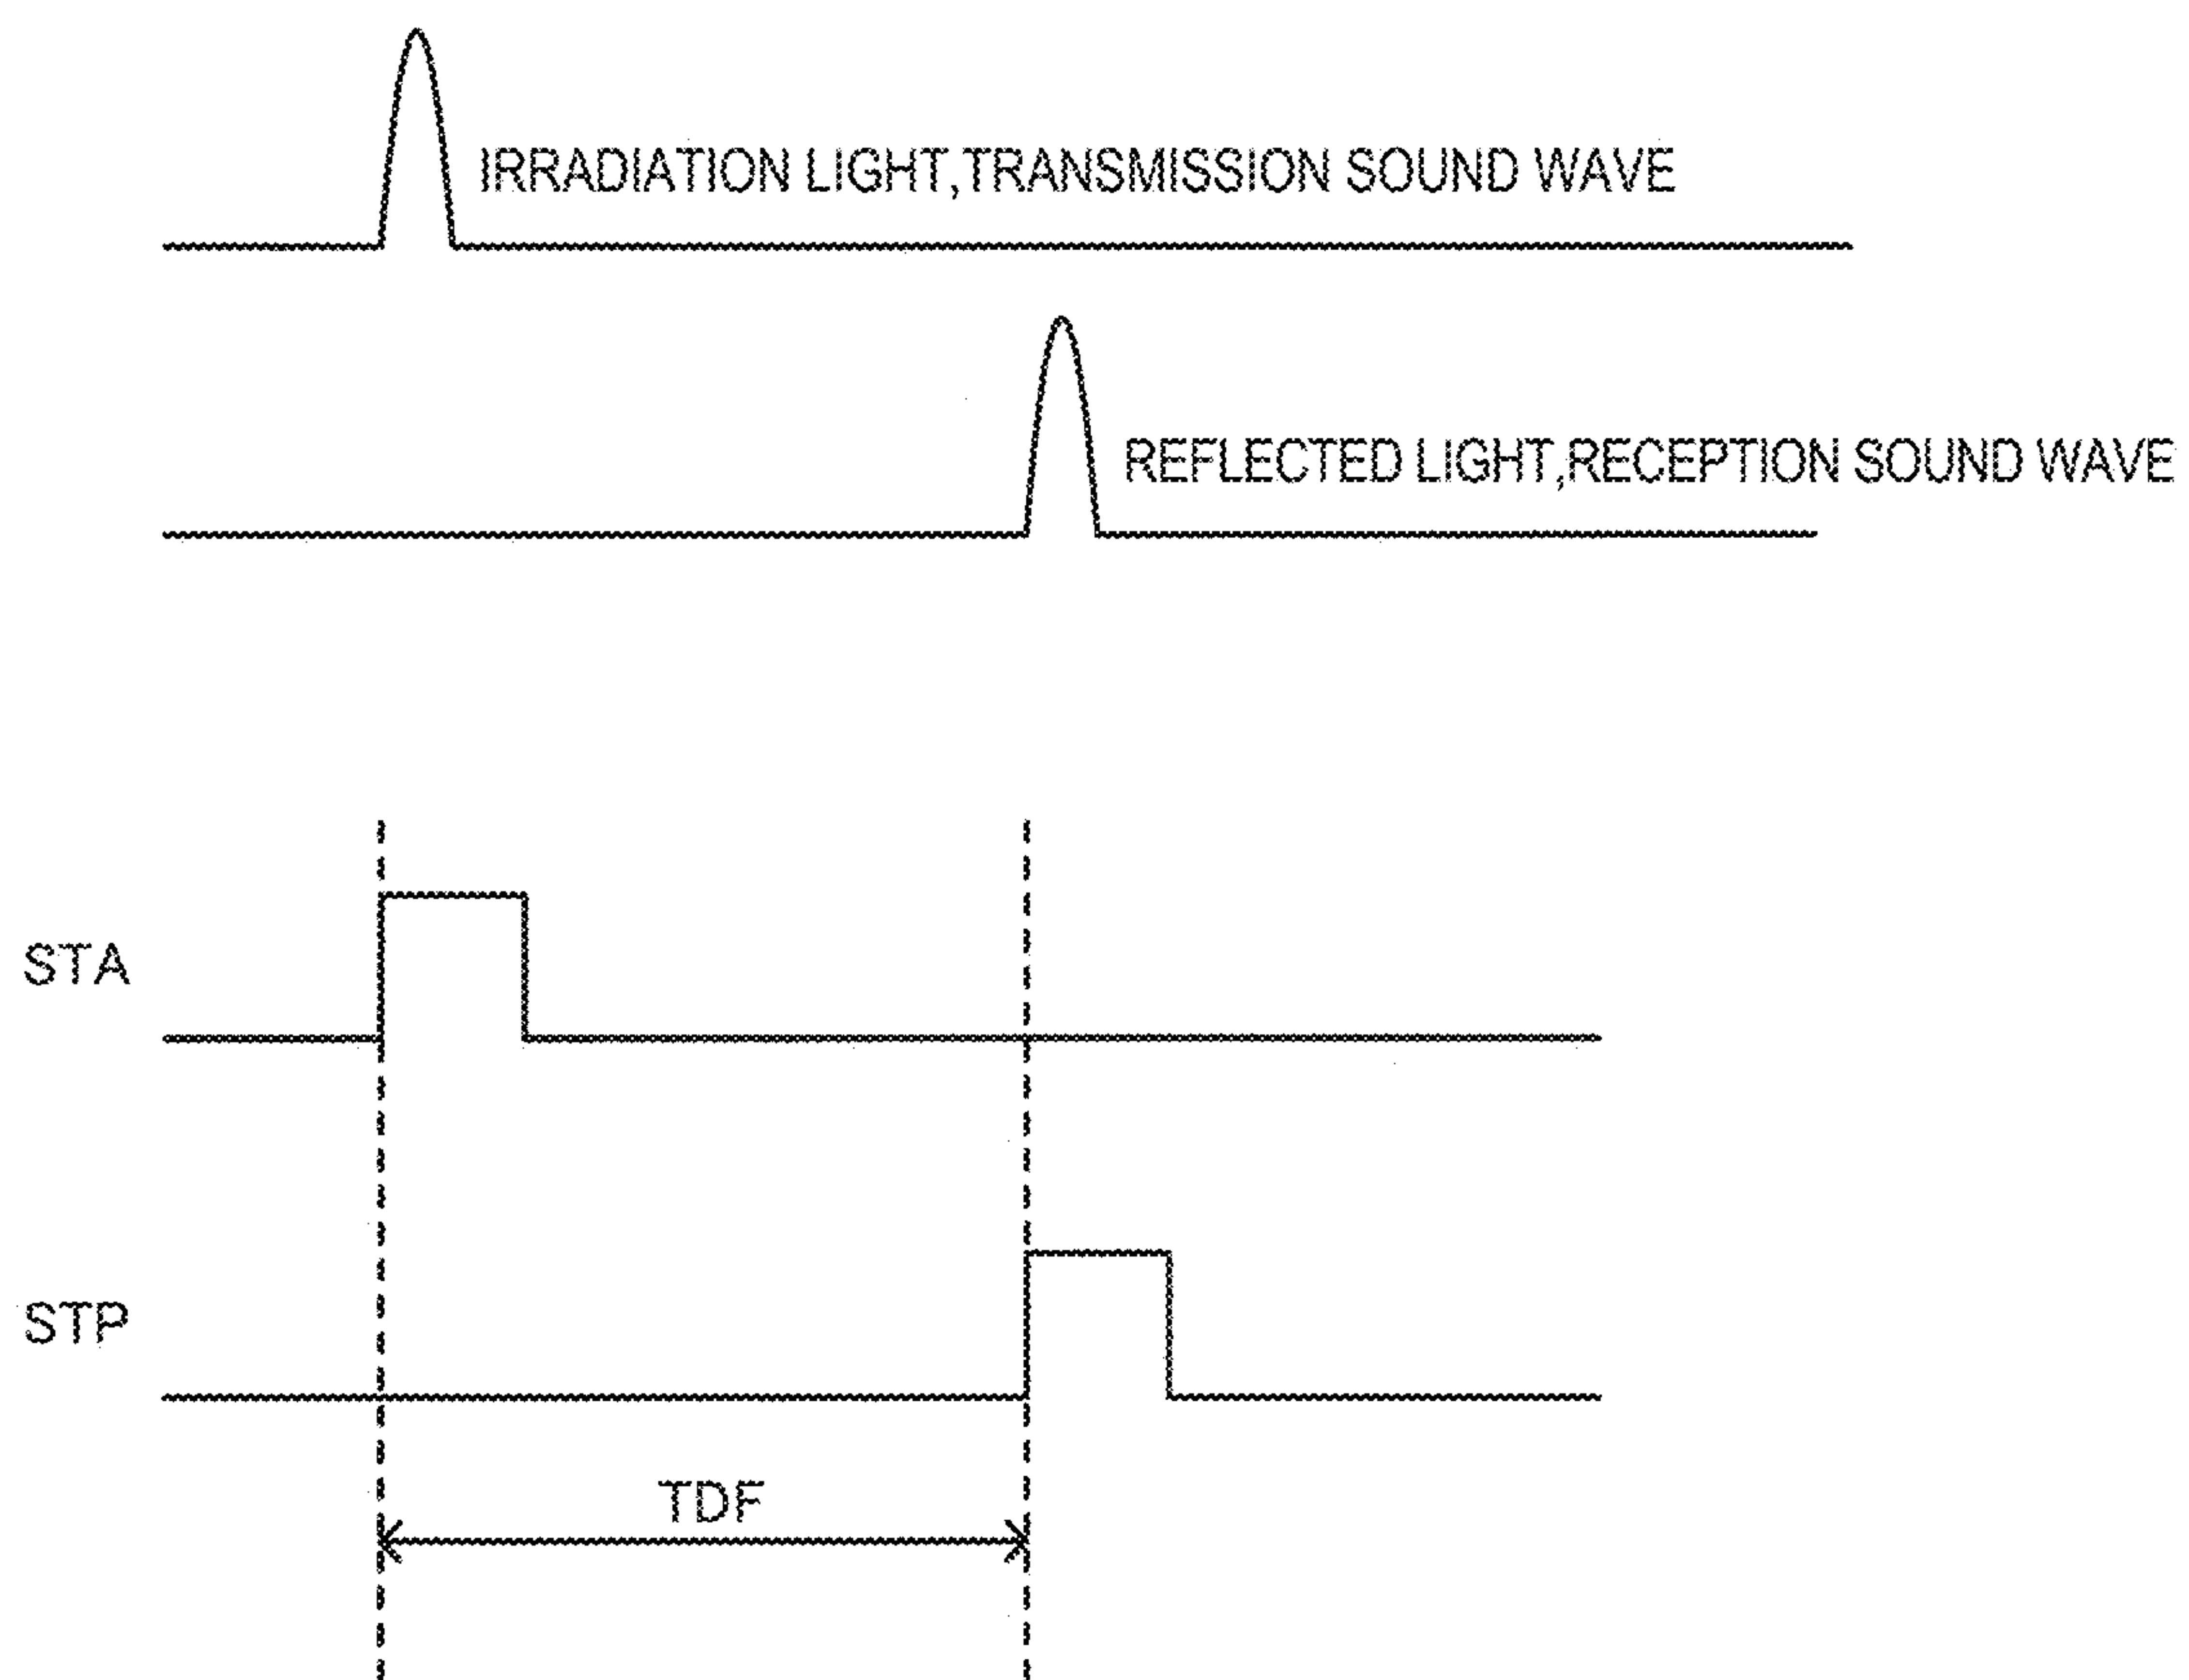 IRRADIATION LIGHT,TRANSMISSION SOUND WAVE
REFLECTED LIGHT,RECEPTION SOUND WAVE
STA
STP
TDF